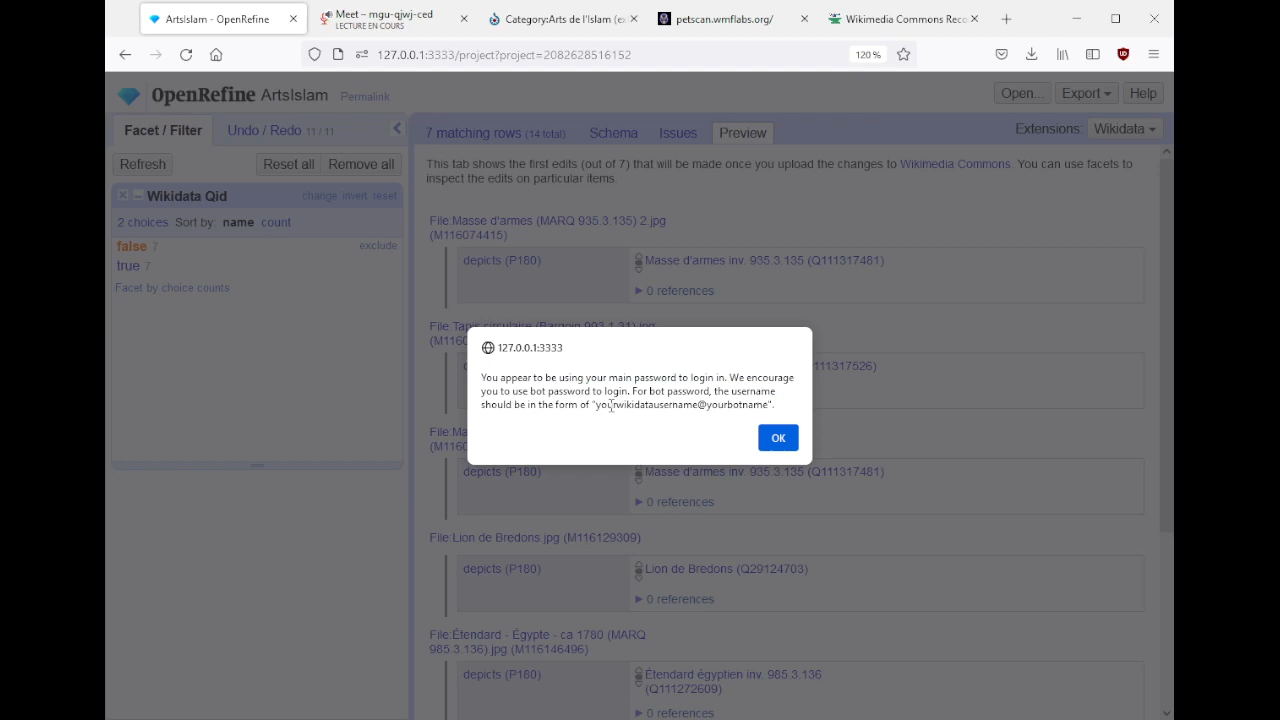 ArtsIslam - OpenRefine
Meet – mgu-qjwj-ced
LECTURE EN COURS
Category:Arts de l'Islam (ex
petscan.wmflabs.org/
Wikimedia Commons Reco
127.0.0.1:3333/project?project=2082628516152
120 %
OpenRefine ArtsIslam Permalink
Open... Export Help
Facet / Filter Undo / Redo 11 / 11
7 matching rows (14 total) Schema Issues Preview
Extensions: Wikidata
Refresh Reset all Remove all
This tab shows the first edits (out of 7) that will be made once you upload the changes to Wikimedia Commons. You can use facets to
inspect the edits on particular items.
Wikidata Qid change invert reset
2 choices Sort by: name count
false 7 exclude
true 7
Facet by choice counts
File:Masse d'armes (MARQ 935.3.135) 2.jpg
(M116074415)
depicts (P180) Masse d'armes inv. 935.3.135 (Q111317481)
0 references
127.0.0.1:3333
You appear to be using your main password to login in. We encourage
you to use bot password to login. For bot password, the username
should be in the form of "yourwikidatausername@yourbotname".
OK
depicts (P180) Masse d'armes inv. 935.3.135 (Q111317481)
0 references
File:Lion de Bredons.jpg (M116129309)
depicts (P180) Lion de Bredons (Q29124703)
0 references
File:Étendard - Égypte - ca 1780 (MARQ
985.3.136).jpg (M116146496)
depicts (P180) Étendard égyptien inv. 985.3.136
(Q111272609)
0 references